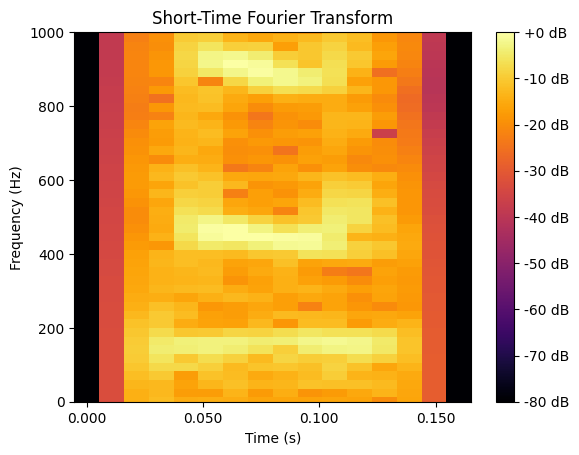 Short-Time Fourier Transform
1000
800
600
400
200
0
Frequency (Hz)
0.000
0.050
0.100
0.150
Time (s)
+0 dB
-10 dB
-20 dB
-30 dB
-40 dB
-50 dB
-60 dB
-70 dB
-80 dB